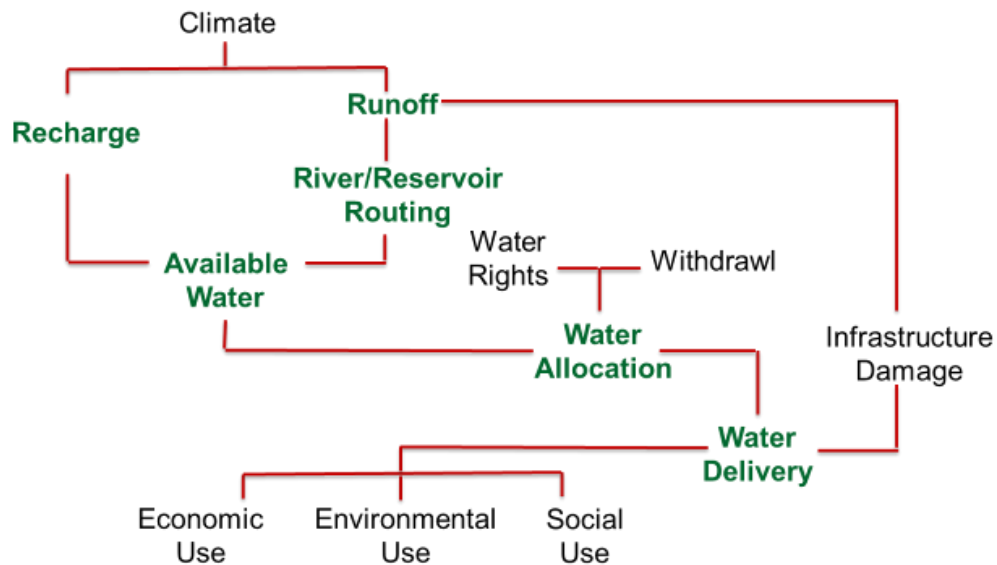 Climate
Runoff
Recharge
River/Reservoir
Routing
Water
Rights
Withdrawl
Available
Water
Water
Allocation
Infrastructure
Damage
Water
Delivery
Economic
Use
Environmental
Use
Social
Use